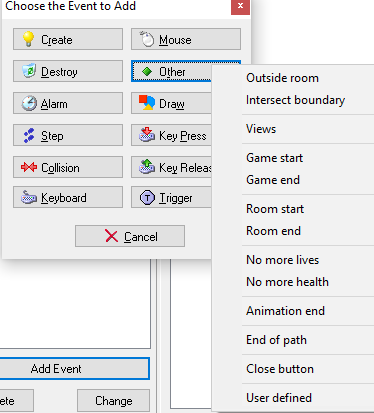 Choose the Event to Add
x
Create
Mouse
Destroy
Other
Alarm
Draw
Step
Key Press
Collision
Key Relea
Keyboard
Trigger
Cancel
Outside room
Intersect boundary
Views
Game start
Game end
Room start
Room end
No more lives
No more health
Animation end
End of path
Close button
User defined
Add Event
ete
Change